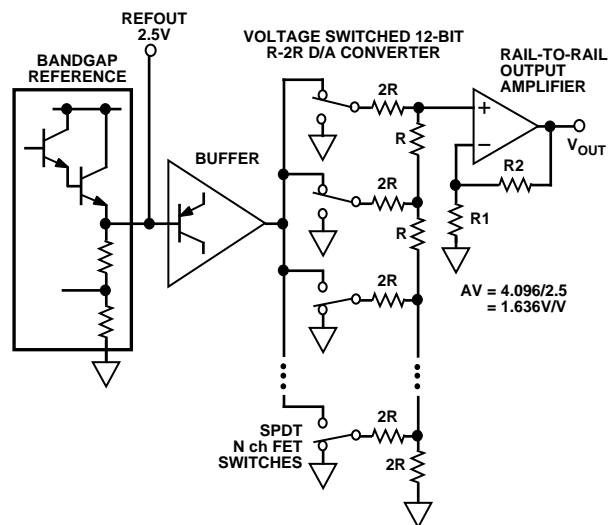 REFOUT
2.5V
VOLTAGE SWITCHED 12-BIT
R-2R D/A CONVERTER
RAIL-TO-RAIL
OUTPUT
AMPLIFIER
BANDGAP
REFERENCE
BUFFER
2R
R
2R
R
2R
2R
2R
+
−
VOUT
R2
R1
AV = 4.096/2.5
= 1.636V/V
SPDT
N ch FET
SWITCHES